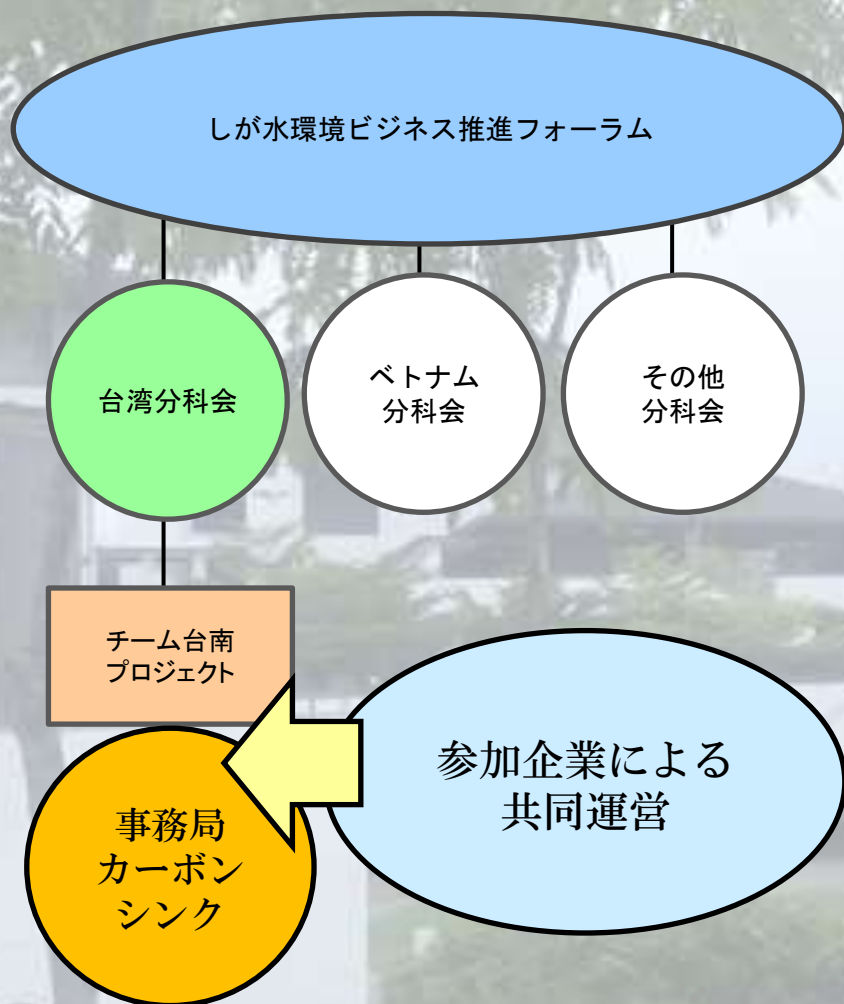 しが水環境ビジネス推進フォーラム
台湾分科会
ベトナム
分科会
その他
分科会
チーム台南
プロジェクト
参加企業による
共同運営
事務局
カーボン
シンク